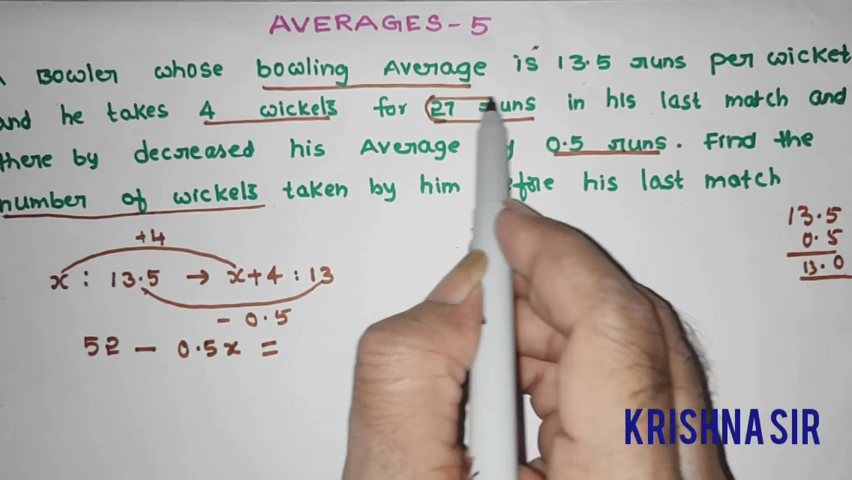 AVERAGES-5
Bowler whose bowling Average is 13.5 runs per wicket
and he takes 4 wickets for 27 runs in his last match and
there by decreased his Average 0.5 runs. Find the
number of wickets taken by him his last match
13.5
0.5
13.0
+4
x : 13.5 → x+4 : 13
- 0.5
52 - 0.5x =
KRISHNA SIR